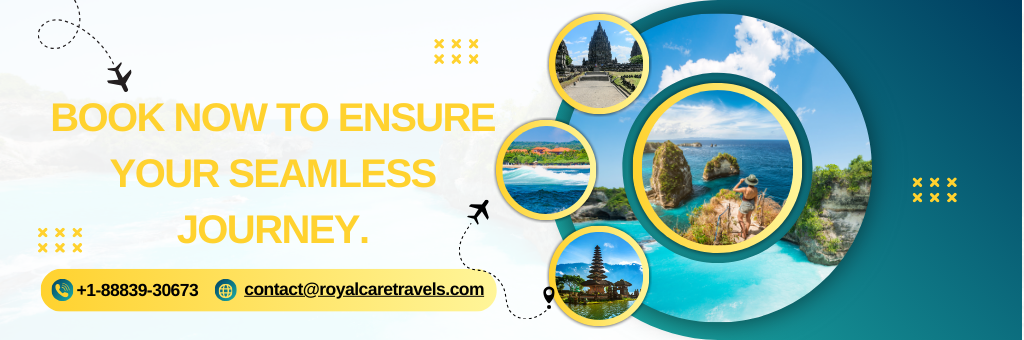 BOOK NOW TO ENSURE
YOUR SEAMLESS
JOURNEY.
+1-88839-30673 contact@royalcaretravels.com